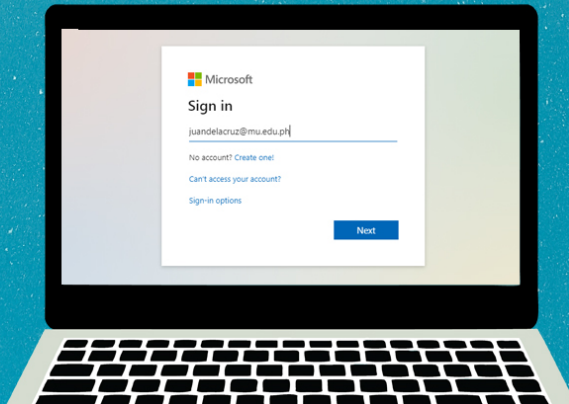 Microsoft
Sign in
juandelacruz@mu.edu.ph
No account? Create one!
Can't access your account?
Sign-in options
Next